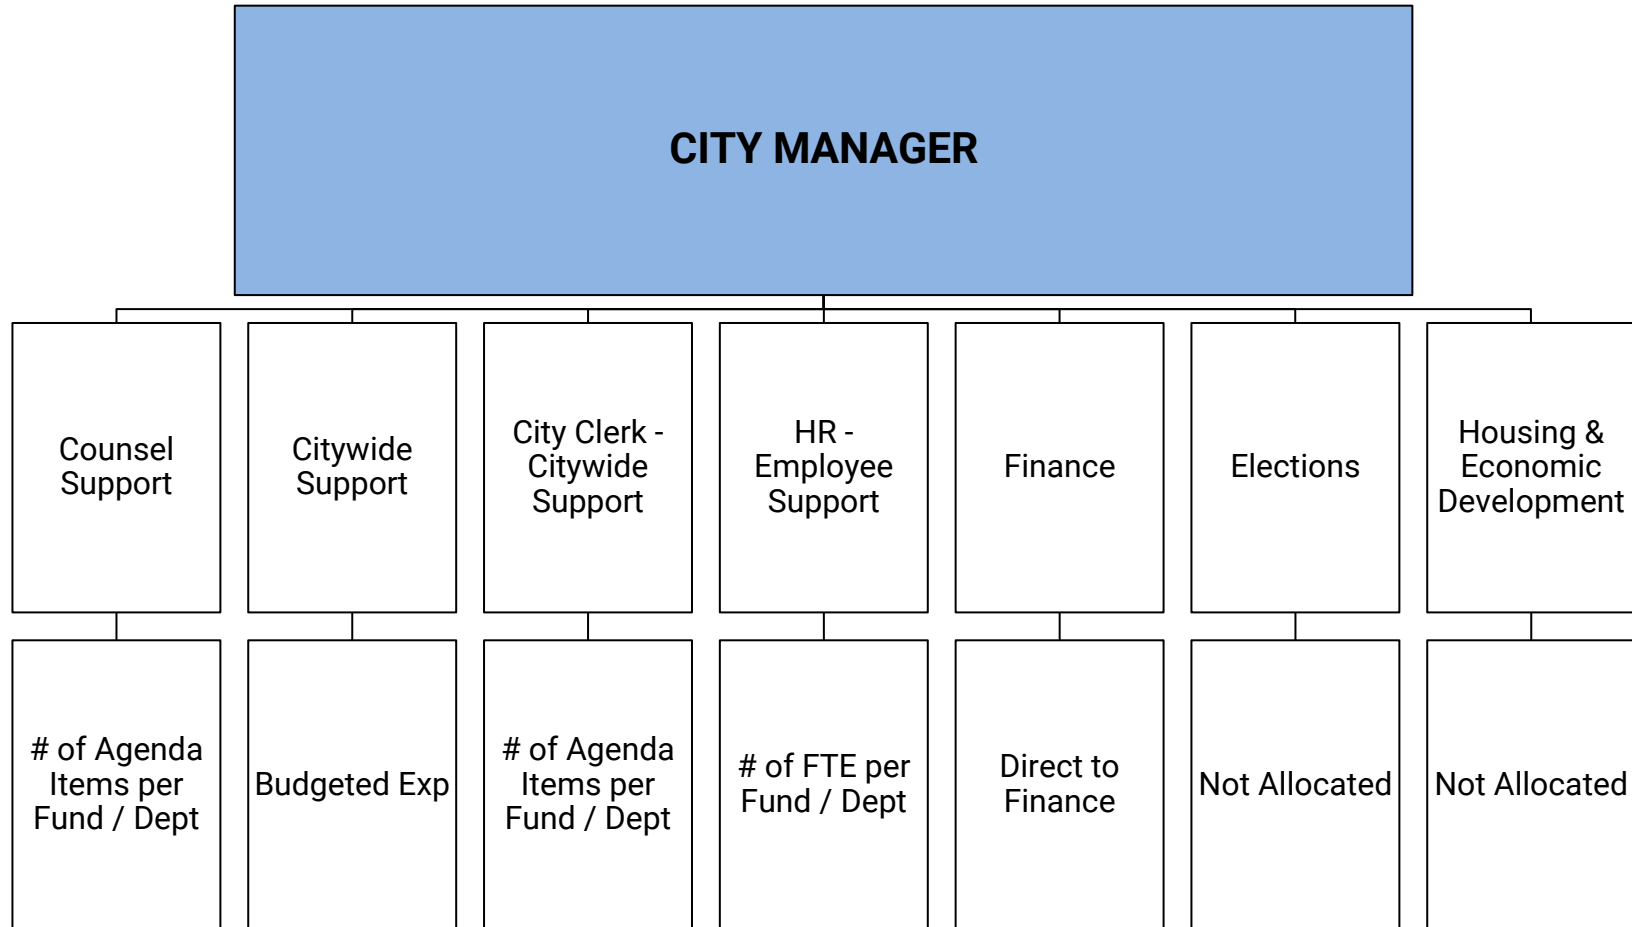 CITY MANAGER
Counsel
Support
Citywide
Support
City Clerk -
Citywide
Support
HR -
Employee
Support
Finance
Elections
Housing &
Economic
Development
# of Agenda
Items per
Fund / Dept
Budgeted Exp
# of Agenda
Items per
Fund / Dept
# of FTE per
Fund / Dept
Direct to
Finance
Not Allocated
Not Allocated